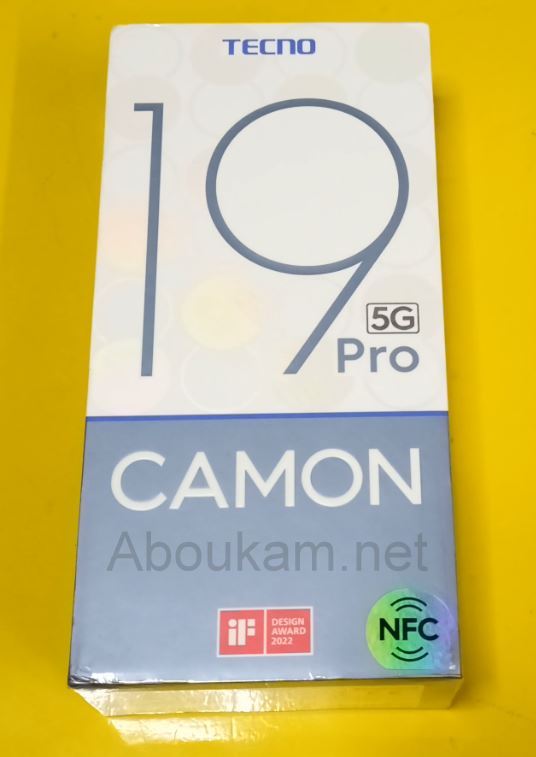 TECNO
19
5G
Pro
CAMON
Aboukam.net
iF DESIGN
AWARD
2022
NFC